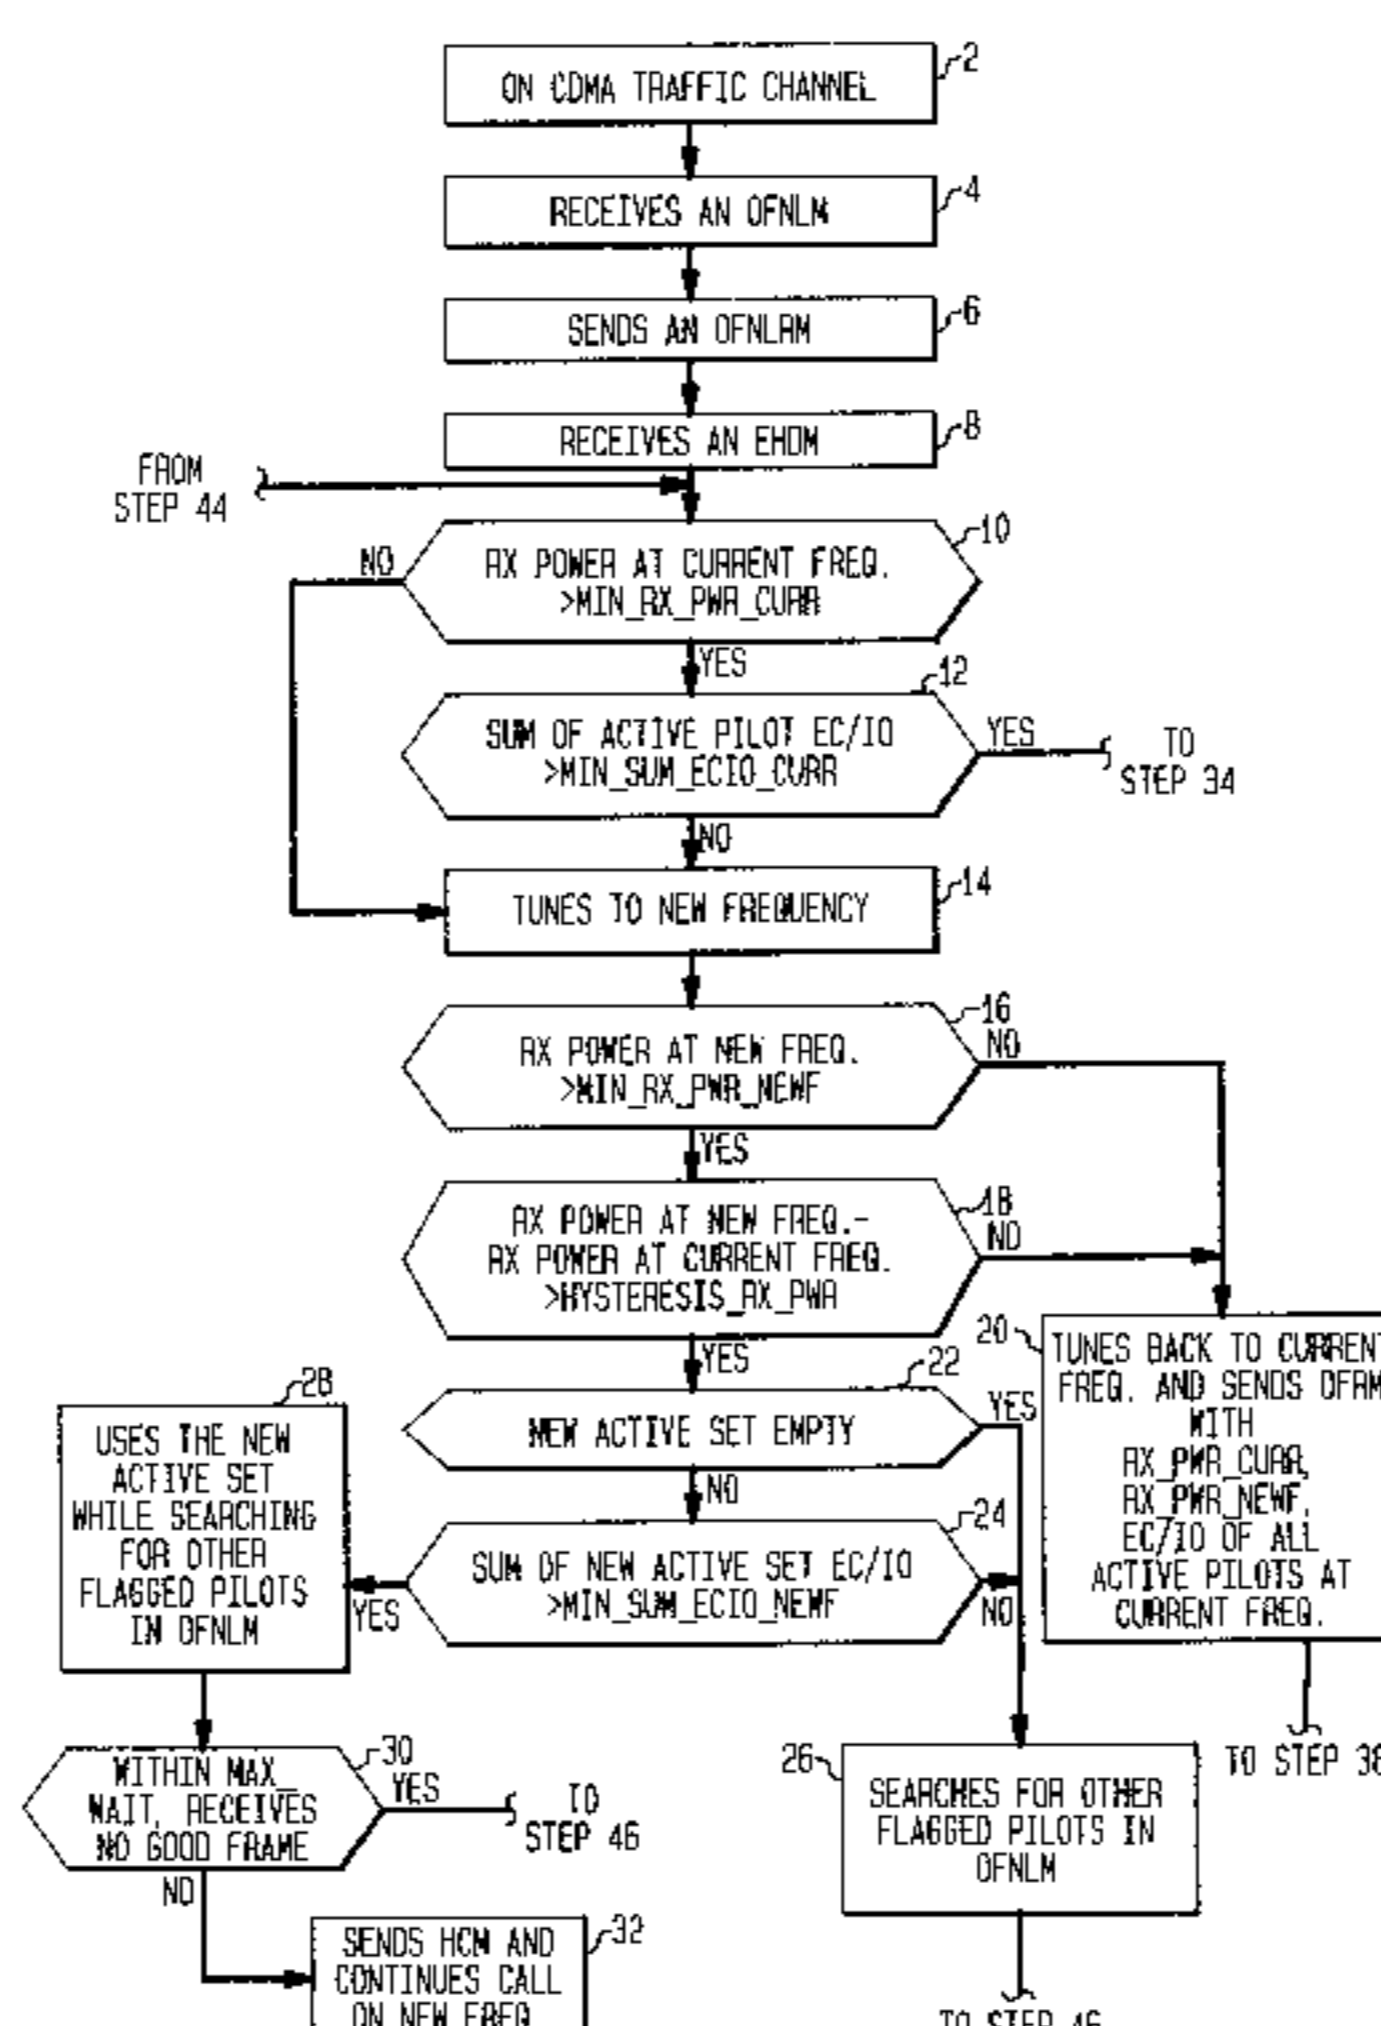 2
ON CDMA TRAFFIC CHANNEL
4
RECEIVES AN OFNLM
6
SENDS AN OFNLRM
8
RECEIVES AN EHDM
FROM
STEP 44
10
NO
RX POWER AT CURRENT FREQ.
>MIN_RX_PWR_CURR
YES
12
SUM OF ACTIVE PILOT EC/IO
>MIN_SUM_ECIO_CURR
YES
TO
STEP 34
NO
14
TUNES TO NEW FREQUENCY
16
NO
RX POWER AT NEW FREQ.
>MIN_RX_PWR_NEWF
YES
18
NO
RX POWER AT NEW FREQ.-
RX POWER AT CURRENT FREQ.
>HYSTERESIS_RX_PWR
YES
20
TUNES BACK TO CURRENT
FREQ. AND SENDS OFRM
WITH
RX_PWR_CURR,
RX_PWR_NEWF,
EC/IO OF ALL
ACTIVE PILOTS AT
CURRENT FREQ.
TO STEP 38
22
YES
NEW ACTIVE SET EMPTY
NO
24
SUM OF NEW ACTIVE SET EC/IO
>MIN_SUM_ECIO_NEWF
YES
NO
28
USES THE NEW
ACTIVE SET
WHILE SEARCHING
FOR OTHER
FLAGGED PILOTS
IN OFNLM
26
SEARCHES FOR OTHER
FLAGGED PILOTS IN
OFNLM
TO STEP 46
30
WITHIN MAX_
WAIT, RECEIVES
NO GOOD FRAME
YES
TO
STEP 46
NO
32
SENDS HCM AND
CONTINUES CALL
ON NEW FREQ